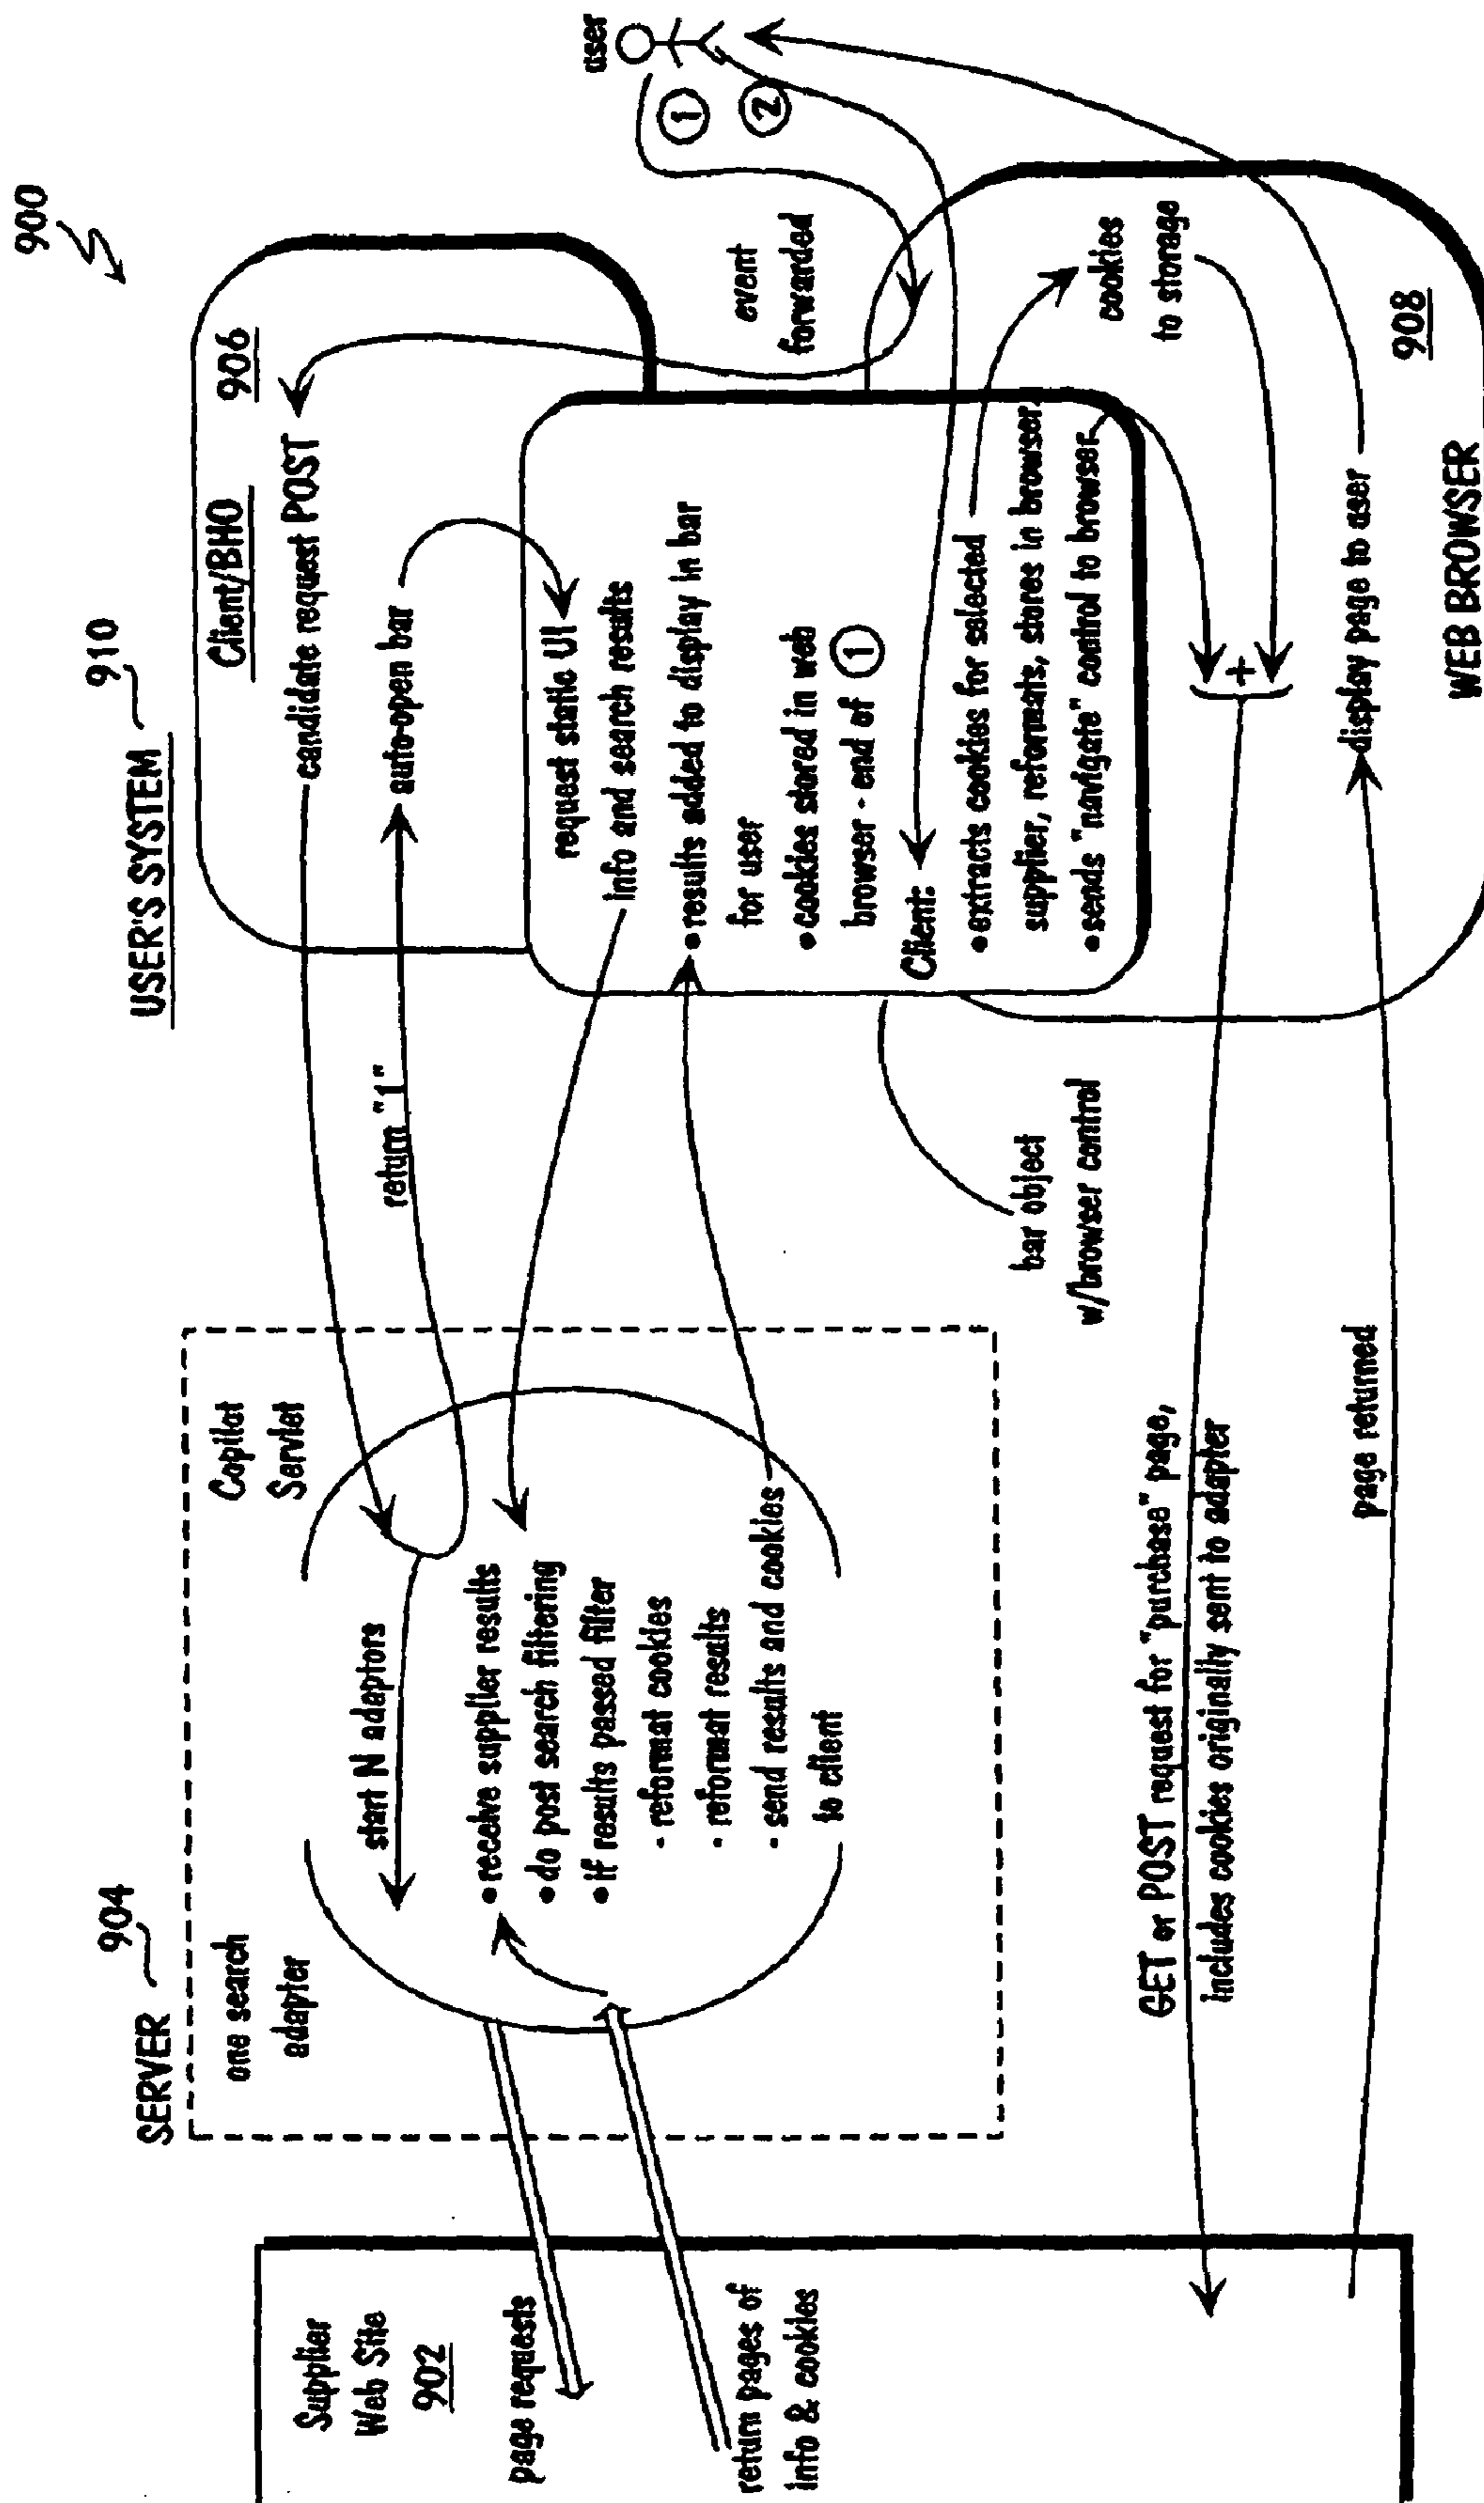 900
USER'S SYSTEM
910
Client/BHO
906
candidate request POST
auto-open bar
request static UI
info and search results
• results added to display in bar
for user
• cookies stored in web
browser - end of 1
Client:
• extracts cookies for selected
supplier, reformats, stores in browser
• sends "navigate" control to browser
user
1
2
event
forwarded
cookies
to storage
908
+
display page to user
WEB BROWSER
return "1"
bar object
w/browser control
SERVER
904
Copilot
Servlet
one search
adapter
start N adaptors
• receive supplier results
• do post search filtering
• if results passed filter
- reformat cookies
- reformat results
- send results and cookies
to client
GET or POST request for "purchase" page,
includes cookies originally sent to adapter
page returned
Supplier
Web Site
902
page requests
return pages of
info & cookies